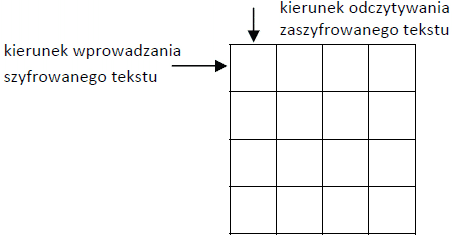 kierunek odczytywania
zaszyfrowanego tekstu
kierunek wprowadzania
szyfrowanego tekstu